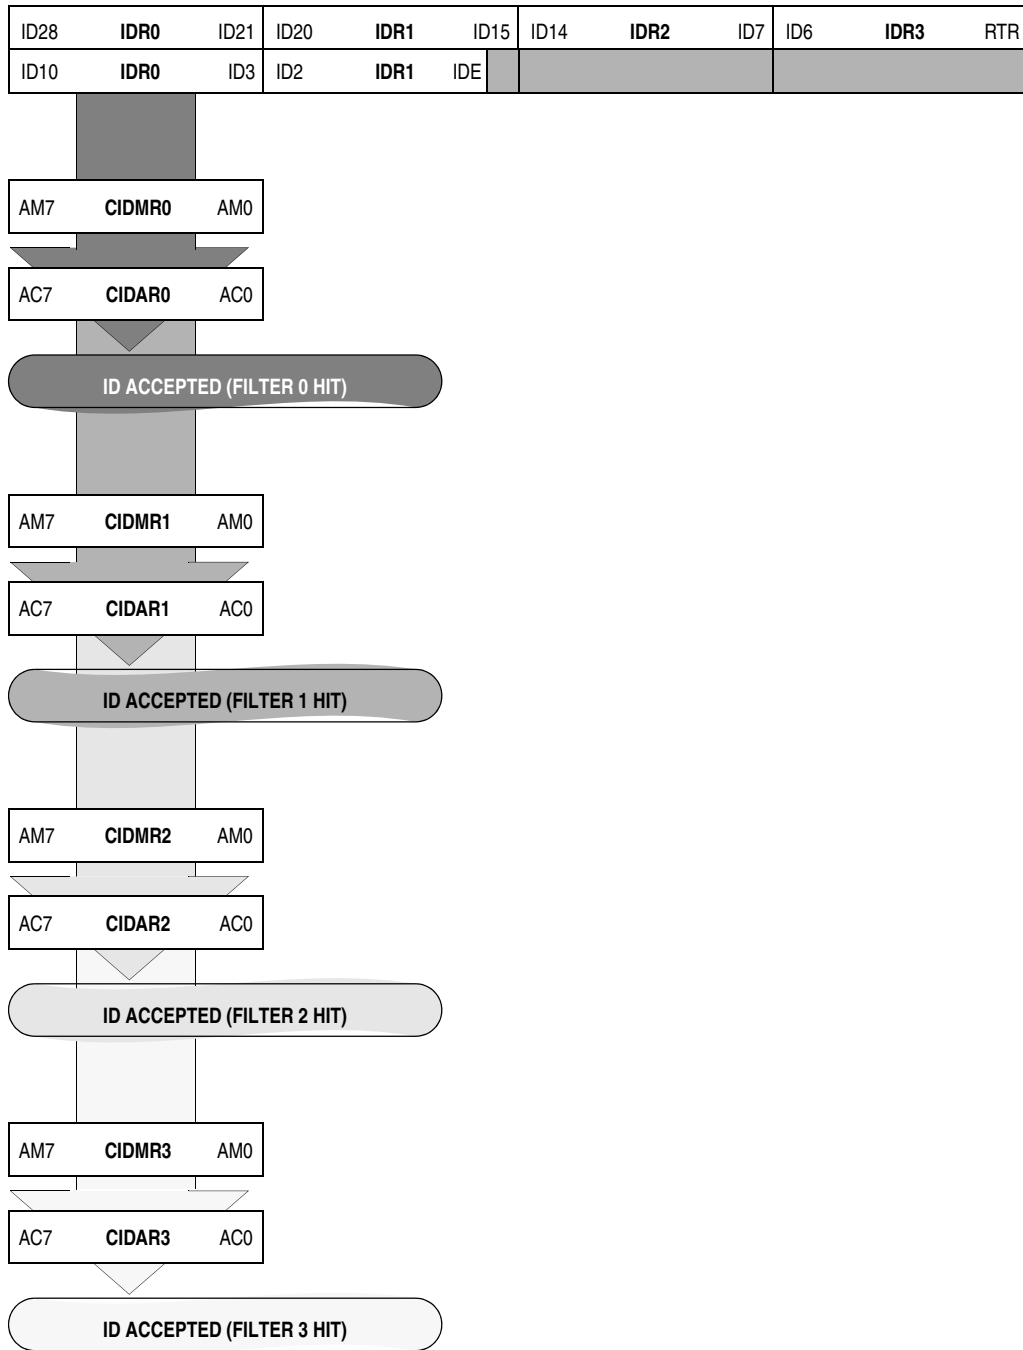 ID28 IDR0 ID21 ID20 IDR1 ID15 ID14 IDR2 ID7 ID6 IDR3 RTR
ID10 IDR0 ID3 ID2 IDR1 IDE
AM7 CIDMR0 AM0
AC7 CIDAR0 AC0
ID ACCEPTED (FILTER 0 HIT)
AM7 CIDMR1 AM0
AC7 CIDAR1 AC0
ID ACCEPTED (FILTER 1 HIT)
AM7 CIDMR2 AM0
AC7 CIDAR2 AC0
ID ACCEPTED (FILTER 2 HIT)
AM7 CIDMR3 AM0
AC7 CIDAR3 AC0
ID ACCEPTED (FILTER 3 HIT)